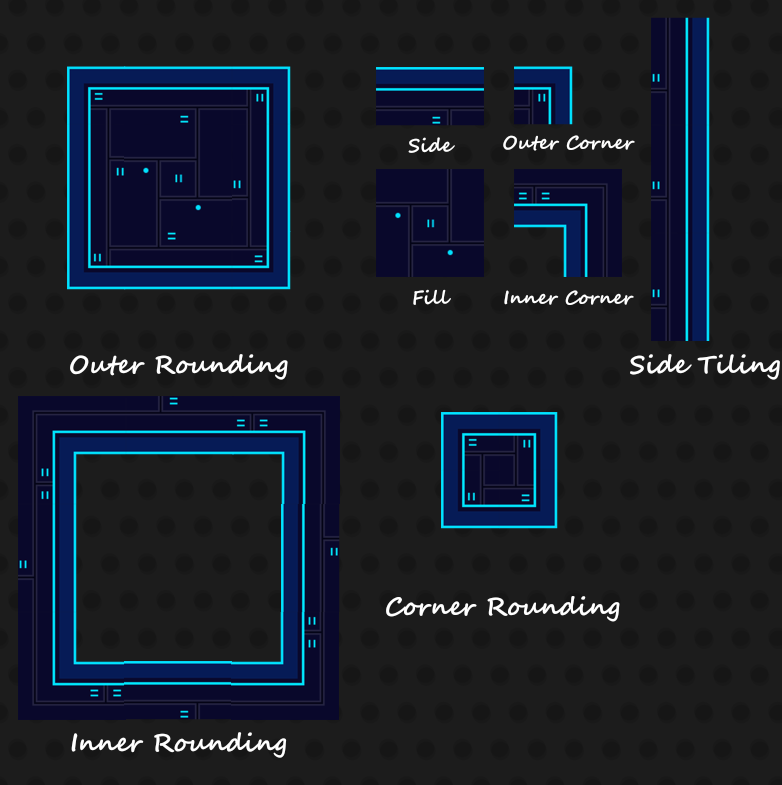 Side
Outer Corner
Fill
Inner Corner
Outer Rounding
Side Tiling
Corner Rounding
Inner Rounding